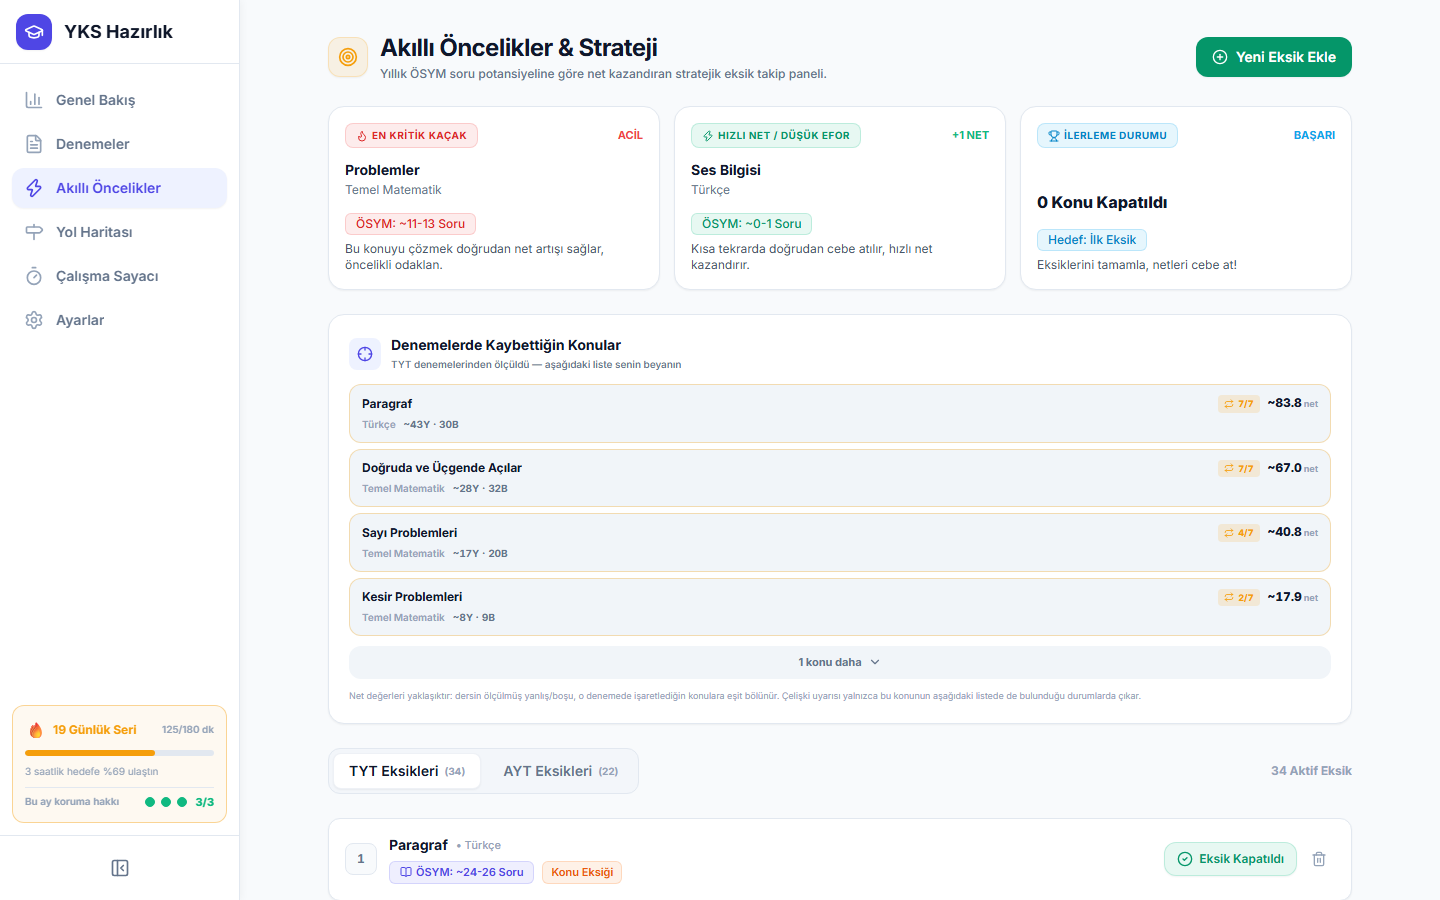 YKS Hazırlık
Genel Bakış
Denemeler
Akıllı Öncelikler
Yol Haritası
Çalışma Sayacı
Ayarlar
19 Günlük Seri
125/180 dk
3 saatlik hedefe %69 ulaştın
Bu ay koruma hakkı
3/3
Akıllı Öncelikler & Strateji
Yıllık ÖSYM soru potansiyeline göre net kazandıran stratejik eksik takip paneli.
Yeni Eksik Ekle
EN KRİTİK KAÇAK
ACİL
Problemler
Temel Matematik
ÖSYM: ~11-13 Soru
Bu konuyu çözmek doğrudan net artışı sağlar,
öncelikli odaklan.
HIZLI NET / DÜŞÜK EFOR
+1 NET
Ses Bilgisi
Türkçe
ÖSYM: ~0-1 Soru
Kısa tekrarda doğrudan cebe atılır, hızlı net
kazandırır.
İLERLEME DURUMU
BAŞARI
0 Konu Kapatıldı
Hedef: İlk Eksik
Eksiklerini tamamla, netleri cebe at!
Denemelerde Kaybettiğin Konular
TYT denemelerinden ölçüldü — aşağıdaki liste senin beyanın
Paragraf
7/7 ~83.8 net
Türkçe ~43Y · 30B
Doğruda ve Üçgende Açılar
7/7 ~67.0 net
Temel Matematik ~28Y · 32B
Sayı Problemleri
4/7 ~40.8 net
Temel Matematik ~17Y · 20B
Kesir Problemleri
2/7 ~17.9 net
Temel Matematik ~8Y · 9B
1 konu daha
Net değerleri yaklaşıktır: dersin ölçülmüş yanlış/boşu, o denemede işaretlediğin konulara eşit bölünür. Çelişki uyarısı yalnızca bu konunun aşağıdaki listede de bulunduğu durumlarda çıkar.
TYT Eksikleri (34)
AYT Eksikleri (22)
34 Aktif Eksik
1
Paragraf • Türkçe
ÖSYM: ~24-26 Soru
Konu Eksiği
Eksik Kapatıldı